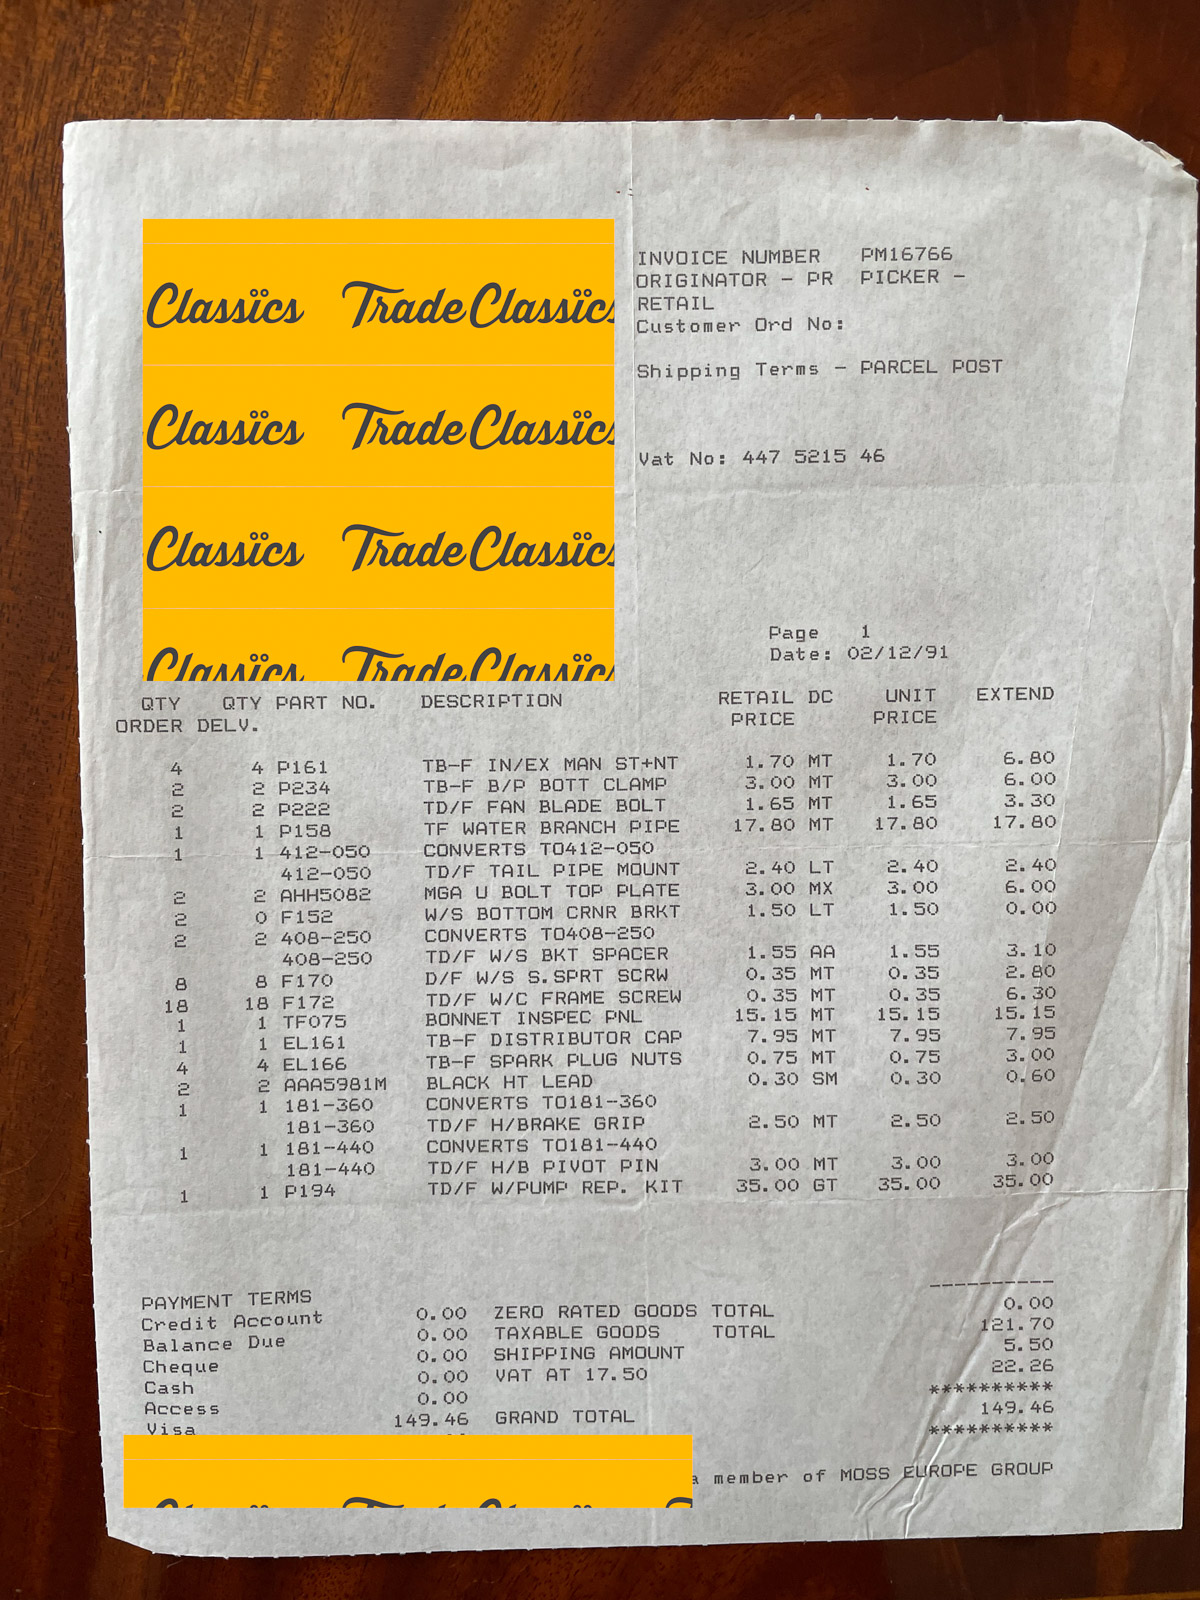 Classïcs Trade Classïcs
Classïcs Trade Classïcs
Classïcs Trade Classïcs
Classïcs Trade Classïcs
INVOICE NUMBER PM16766
ORIGINATOR - PR PICKER -
RETAIL
Customer Ord No:
Shipping Terms - PARCEL POST
Vat No: 447 5215 46
Page 1
Date: 02/12/91
QTY QTY PART NO. DESCRIPTION RETAIL DC UNIT EXTEND
ORDER DELV. PRICE PRICE
4 4 P161 TB-F IN/EX MAN ST+NT 1.70 MT 1.70 6.80
2 2 P234 TB-F B/P BOTT CLAMP 3.00 MT 3.00 6.00
2 2 P222 TD/F FAN BLADE BOLT 1.65 MT 1.65 3.30
1 1 P158 TF WATER BRANCH PIPE 17.80 MT 17.80 17.80
1 1 412-050 CONVERTS TO412-050
412-050 TD/F TAIL PIPE MOUNT 2.40 LT 2.40 2.40
2 2 AHH5082 MGA U BOLT TOP PLATE 3.00 MX 3.00 6.00
2 0 F152 W/S BOTTOM CRNR BRKT 1.50 LT 1.50 0.00
2 2 408-250 CONVERTS TO408-250
408-250 TD/F W/S BKT SPACER 1.55 AA 1.55 3.10
8 8 F170 D/F W/S S.SPRT SCRW 0.35 MT 0.35 2.80
18 18 F172 TD/F W/C FRAME SCREW 0.35 MT 0.35 6.30
1 1 TF075 BONNET INSPEC PNL 15.15 MT 15.15 15.15
1 1 EL161 TB-F DISTRIBUTOR CAP 7.95 MT 7.95 7.95
4 4 EL166 TB-F SPARK PLUG NUTS 0.75 MT 0.75 3.00
2 2 AAA5981M BLACK HT LEAD 0.30 SM 0.30 0.60
1 1 181-360 CONVERTS TO181-360
181-360 TD/F H/BRAKE GRIP 2.50 MT 2.50 2.50
1 1 181-440 CONVERTS TO181-440
181-440 TD/F H/B PIVOT PIN 3.00 MT 3.00 3.00
1 1 P194 TD/F W/PUMP REP. KIT 35.00 GT 35.00 35.00
----------
PAYMENT TERMS
Credit Account 0.00 ZERO RATED GOODS TOTAL 0.00
Balance Due 0.00 TAXABLE GOODS TOTAL 121.70
Cheque 0.00 SHIPPING AMOUNT 5.50
Cash 0.00 VAT AT 17.50 22.26
Access 0.00 **********
Visa 149.46 GRAND TOTAL 149.46
**********
a member of MOSS EUROPE GROUP